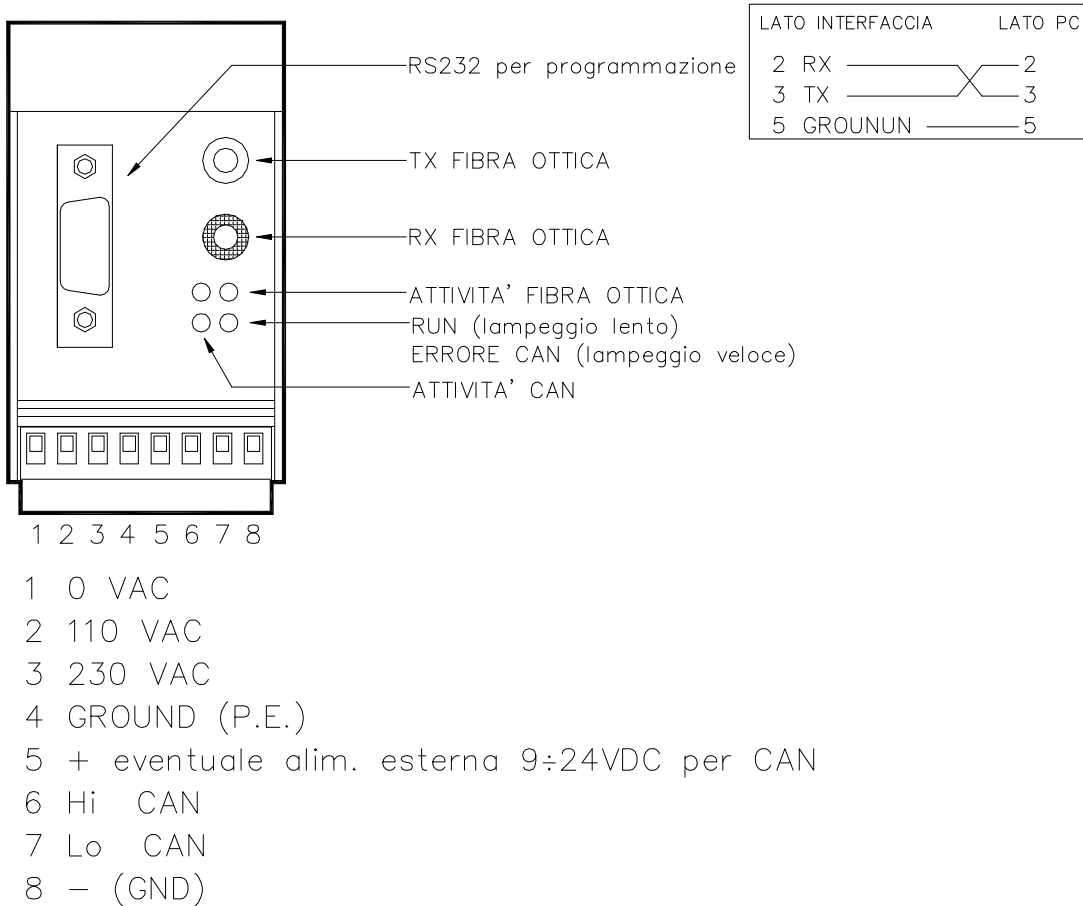 LATO INTERFACCIA LATO PC
2 RX 2
3 TX 3
5 GROUNUN 5
RS232 per programmazione
TX FIBRA OTTICA
RX FIBRA OTTICA
ATTIVITA' FIBRA OTTICA
RUN (lampeggio lento)
ERRORE CAN (lampeggio veloce)
ATTIVITA' CAN
1 2 3 4 5 6 7 8
1 0 VAC
2 110 VAC
3 230 VAC
4 GROUND (P.E.)
5 + eventuale alim. esterna 9÷24VDC per CAN
6 Hi CAN
7 Lo CAN
8 – (GND)